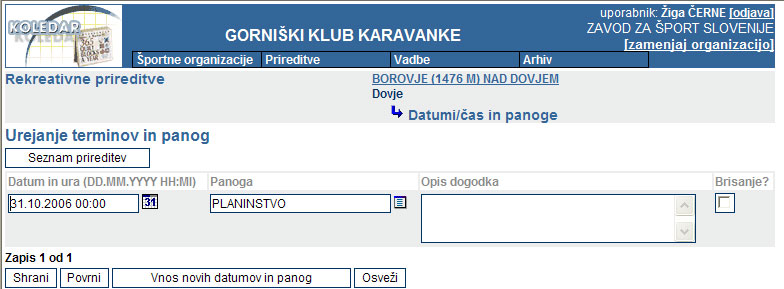 KOLEDAR
uporabnik: Žiga ČERNE [odjava]
ZAVOD ZA ŠPORT SLOVENIJE
[zamenjaj organizacijo]
GORNIŠKI KLUB KARAVANKE
Športne organizacije Prireditve Vadbe Arhiv
Rekreativne prireditve
BOROVJE (1476 M) NAD DOVJEM
Dovje
Datumi/čas in panoge
Urejanje terminov in panog
Seznam prireditev
Datum in ura (DD.MM.YYYY HH:MI) Panoga Opis dogodka Brisanje?
31.10.2006 00:00 31 PLANINSTVO
Zapis 1 od 1
Shrani Povrni Vnos novih datumov in panog Osveži